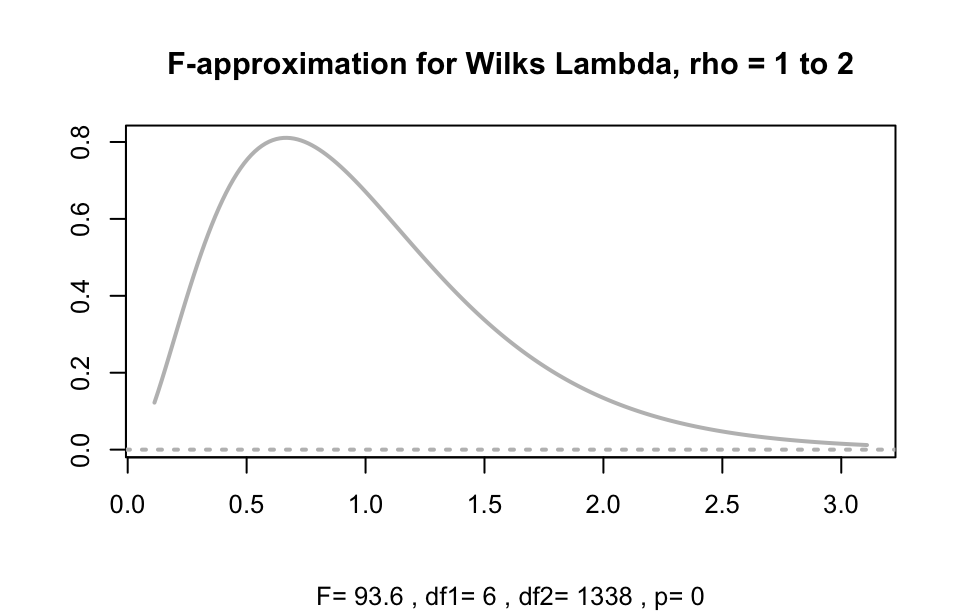 F-approximation for Wilks Lambda, rho = 1 to 2
0.8
0.6
0.4
0.2
0.0
0.0 0.5 1.0 1.5 2.0 2.5 3.0
F= 93.6 , df1= 6 , df2= 1338 , p= 0